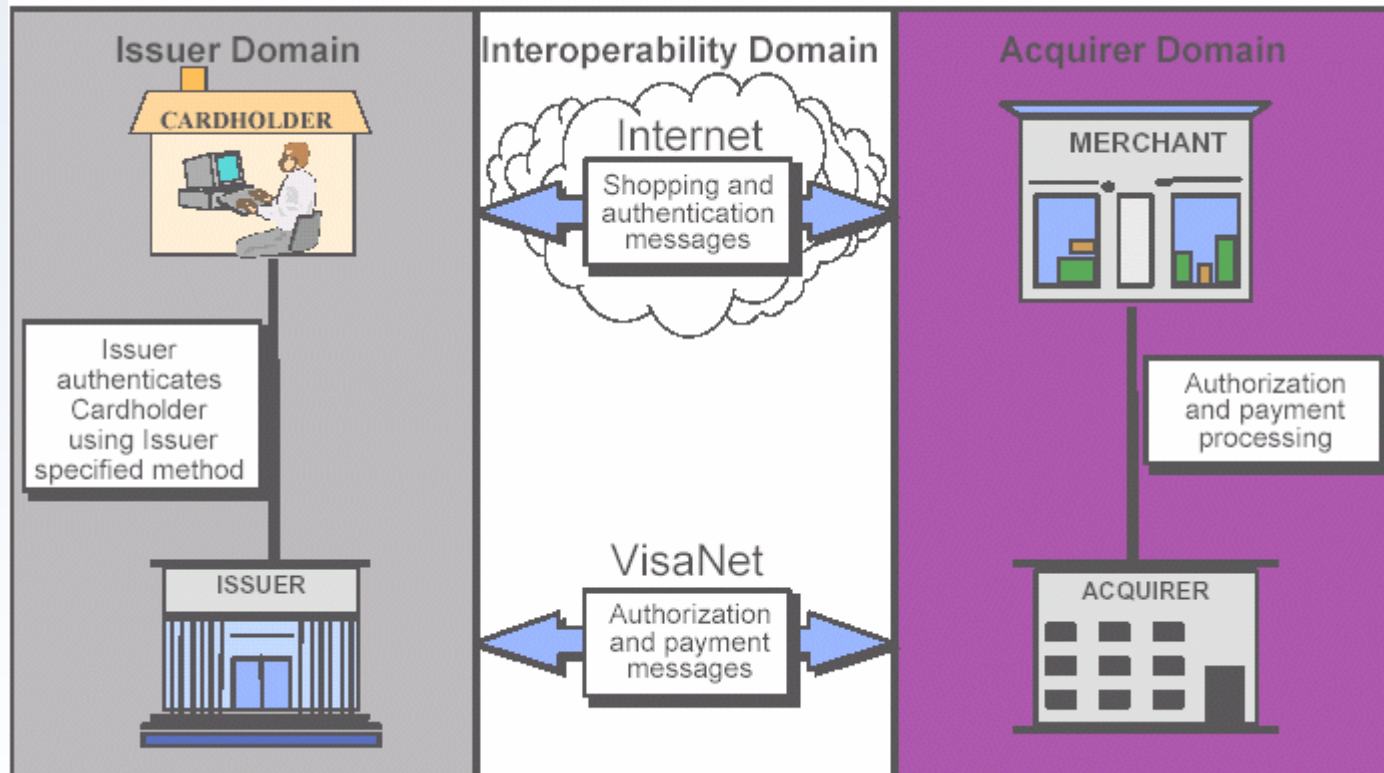 Issuer Domain
Interoperability Domain
Acquirer Domain
CARDHOLDER
Internet
Shopping and
authentication
messages
MERCHANT
Issuer
authenticates
Cardholder
using Issuer
specified method
Authorization
and payment
processing
ISSUER
VisaNet
Authorization
and payment
messages
ACQUIRER